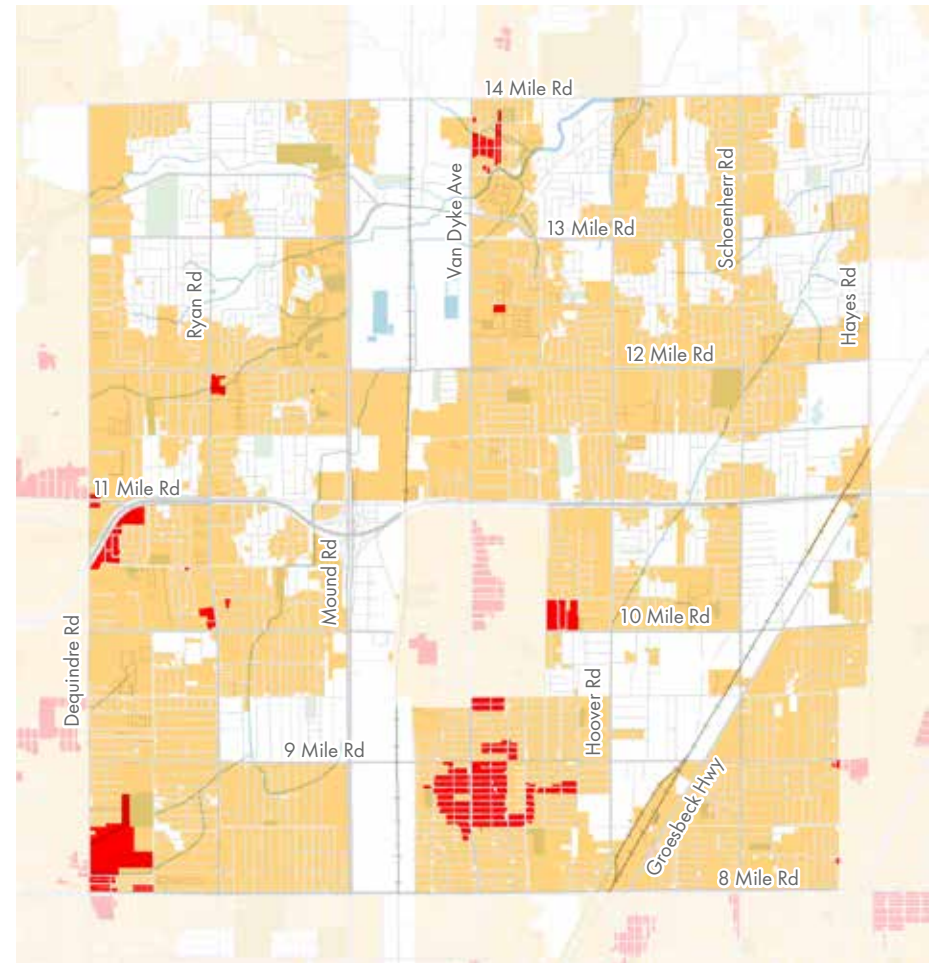 14 Mile Rd
Van Dyke Ave
Schoenherr Rd
13 Mile Rd
Ryan Rd
Hayes Rd
12 Mile Rd
11 Mile Rd
Mound Rd
10 Mile Rd
Dequindre Rd
Hoover Rd
9 Mile Rd
Groesbeck Hwy
8 Mile Rd